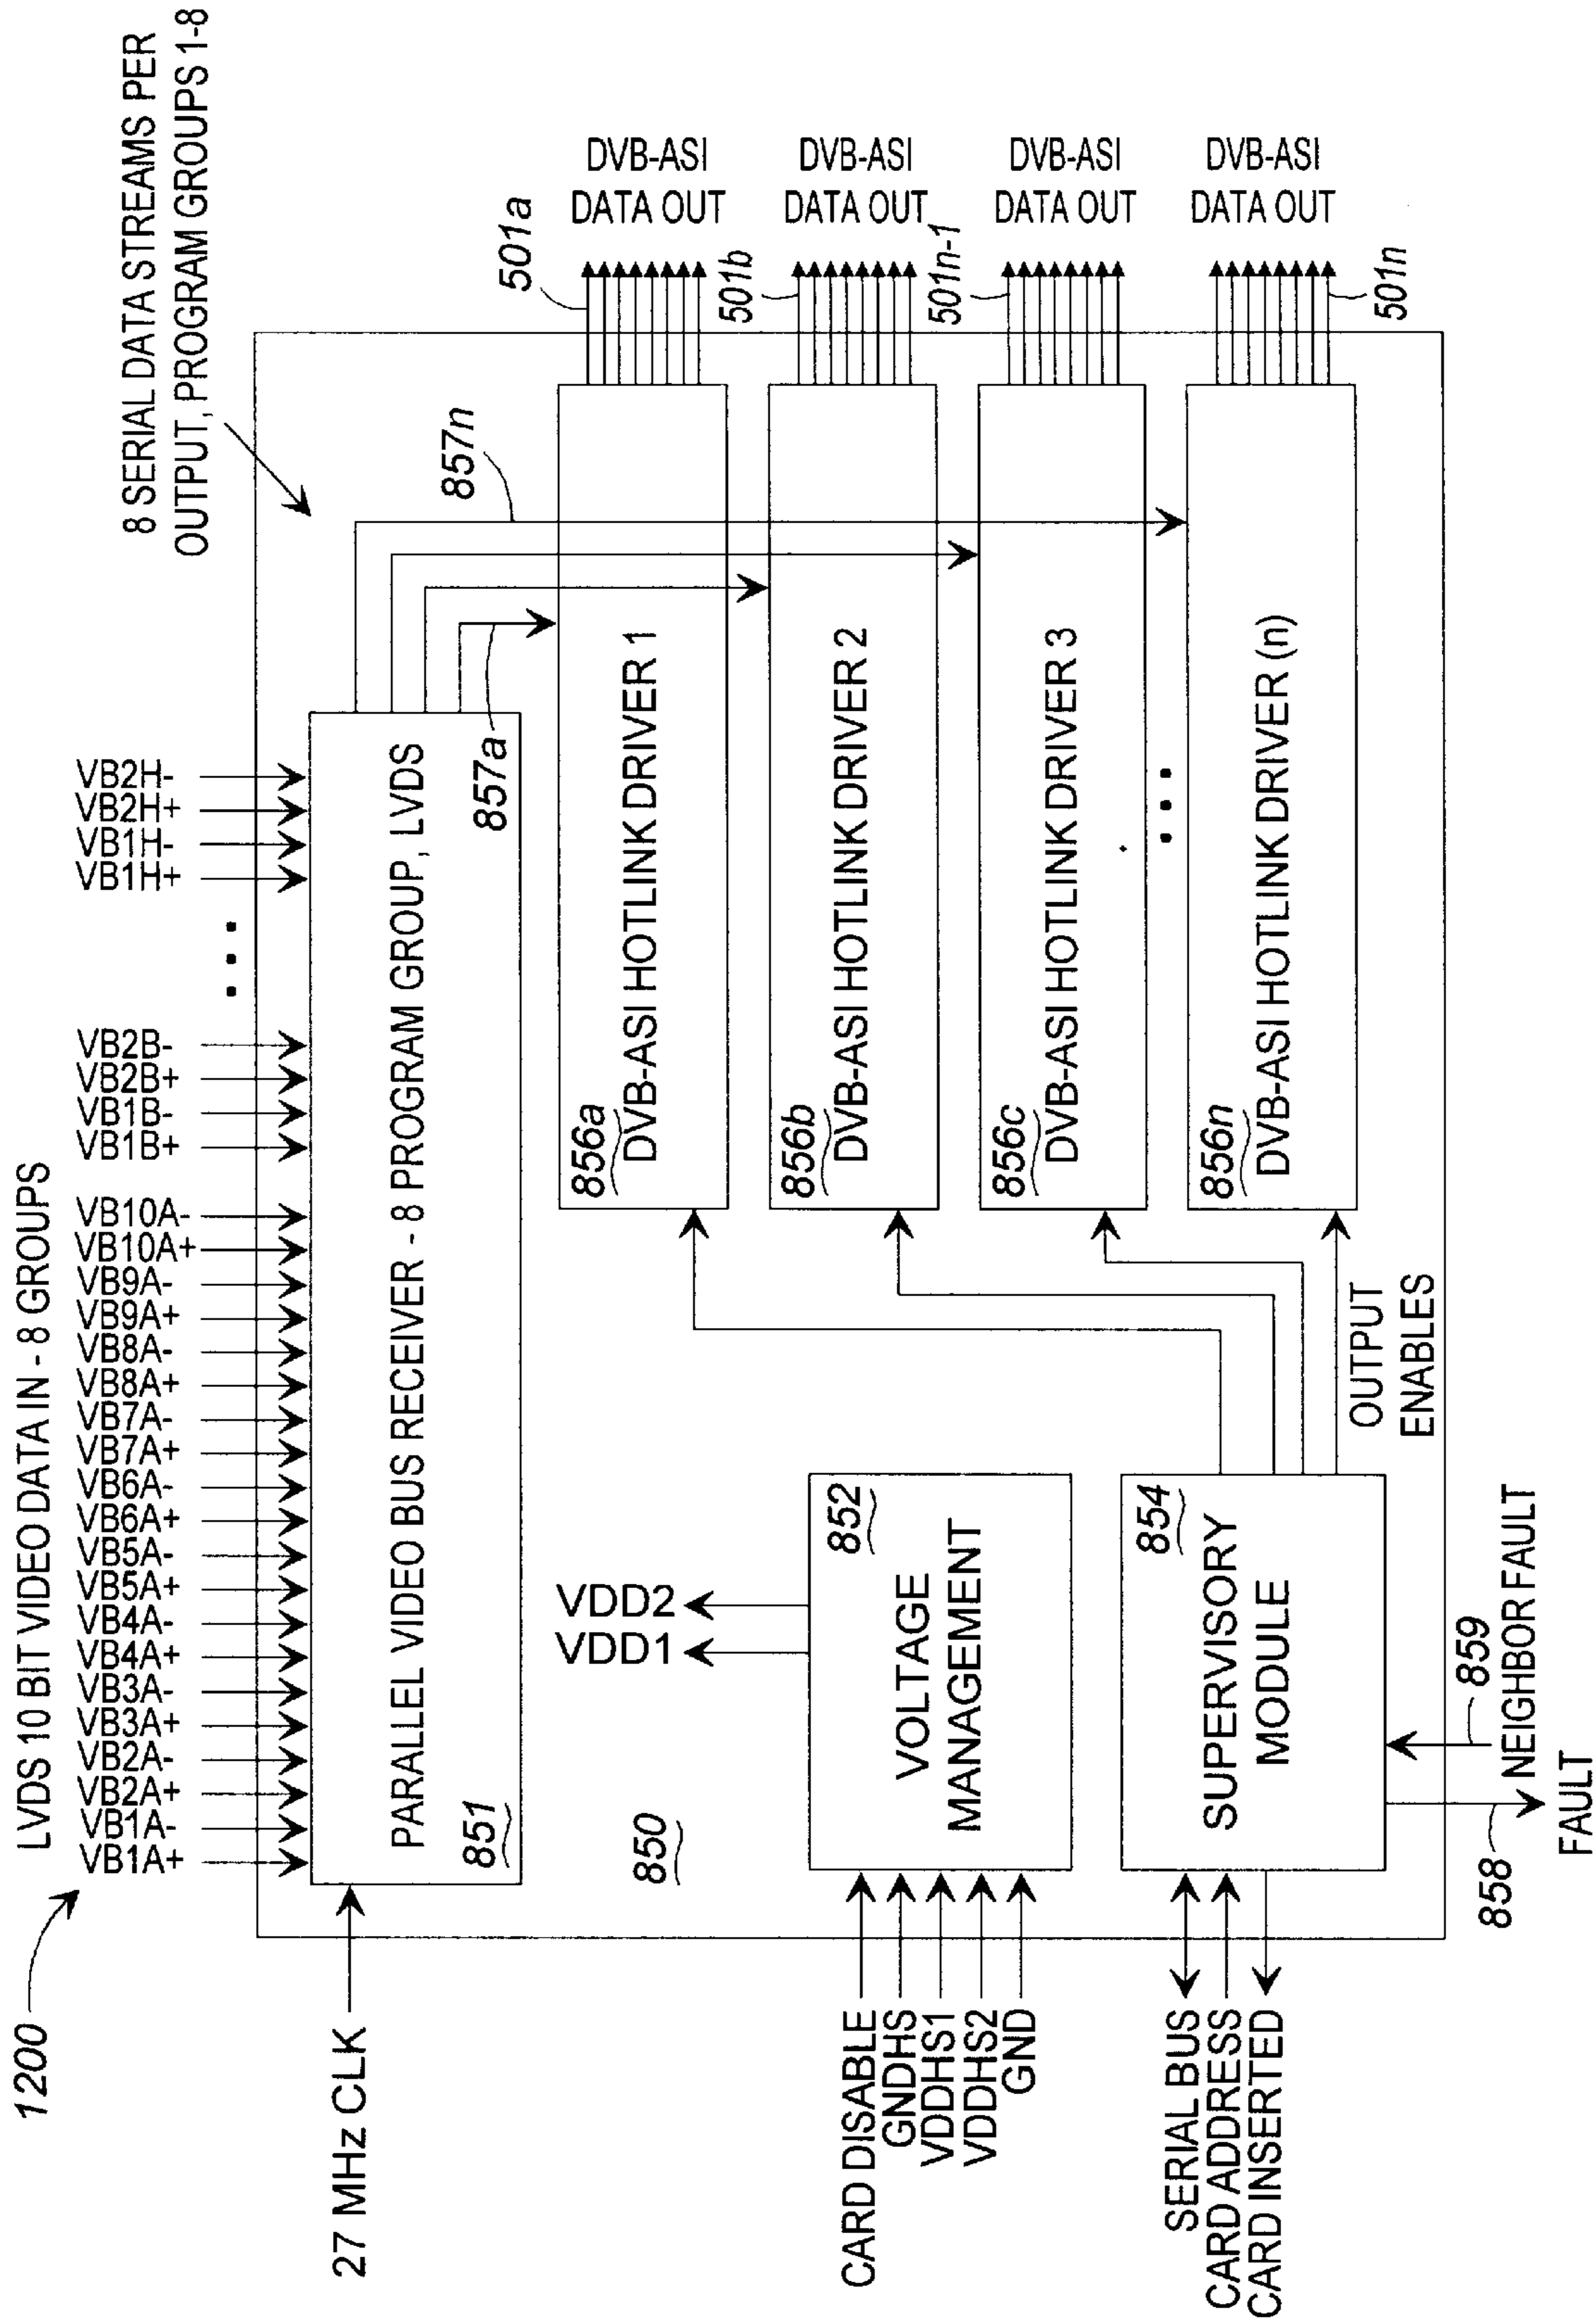 1200
LVDS 10 BIT VIDEO DATA IN - 8 GROUPS
VB1A+
VB1A-
VB2A+
VB2A-
VB3A+
VB3A-
VB4A+
VB4A-
VB5A+
VB5A-
VB6A+
VB6A-
VB7A+
VB7A-
VB8A+
VB8A-
VB9A+
VB9A-
VB10A+
VB10A-
VB1B+
VB1B-
VB2B+
VB2B-
VB1H+
VB1H-
VB2H+
VB2H-
8 SERIAL DATA STREAMS PER
OUTPUT, PROGRAM GROUPS 1-8
27 MHz CLK
PARALLEL VIDEO BUS RECEIVER - 8 PROGRAM GROUP, LVDS
851
857a
857n
850
VDD1
VDD2
856a
DVB-ASI HOTLINK DRIVER 1
501a
DVB-ASI
DATA OUT
856b
DVB-ASI HOTLINK DRIVER 2
501b
DVB-ASI
DATA OUT
856c
DVB-ASI HOTLINK DRIVER 3
501n-1
DVB-ASI
DATA OUT
856n
DVB-ASI HOTLINK DRIVER (n)
501n
DVB-ASI
DATA OUT
CARD DISABLE
GNDHS
VDDHS1
VDDHS2
GND
852
VOLTAGE
MANAGEMENT
SERIAL BUS
CARD ADDRESS
CARD INSERTED
854
SUPERVISORY
MODULE
OUTPUT
ENABLES
858
859
NEIGHBOR FAULT
FAULT